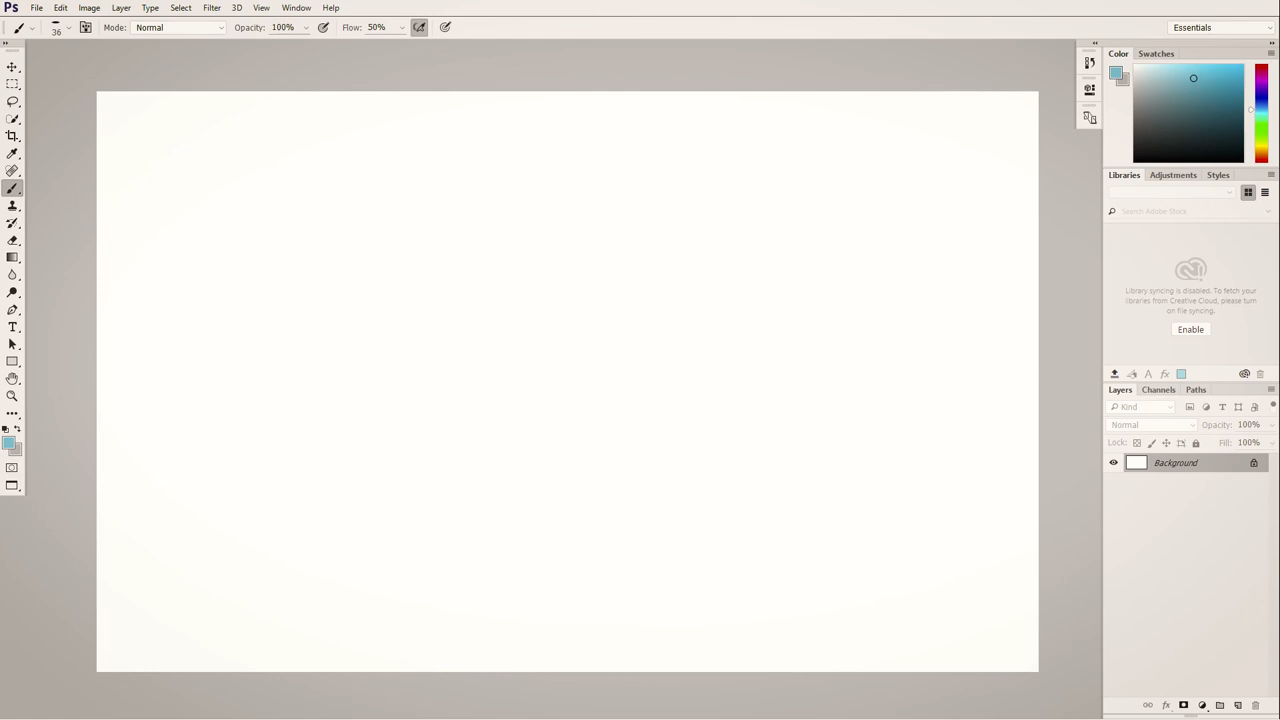 Ps File Edit Image Layer Type Select Filter 3D View Window Help
36 Mode: Normal Opacity: 100% Flow: 50% Essentials
Color Swatches
Libraries Adjustments Styles
Search Adobe Stock
Library syncing is disabled. To fetch your
libraries from Creative Cloud, please turn
on file syncing.
Enable
Layers Channels Paths
Kind
Normal Opacity: 100%
Lock: Fill: 100%
Background